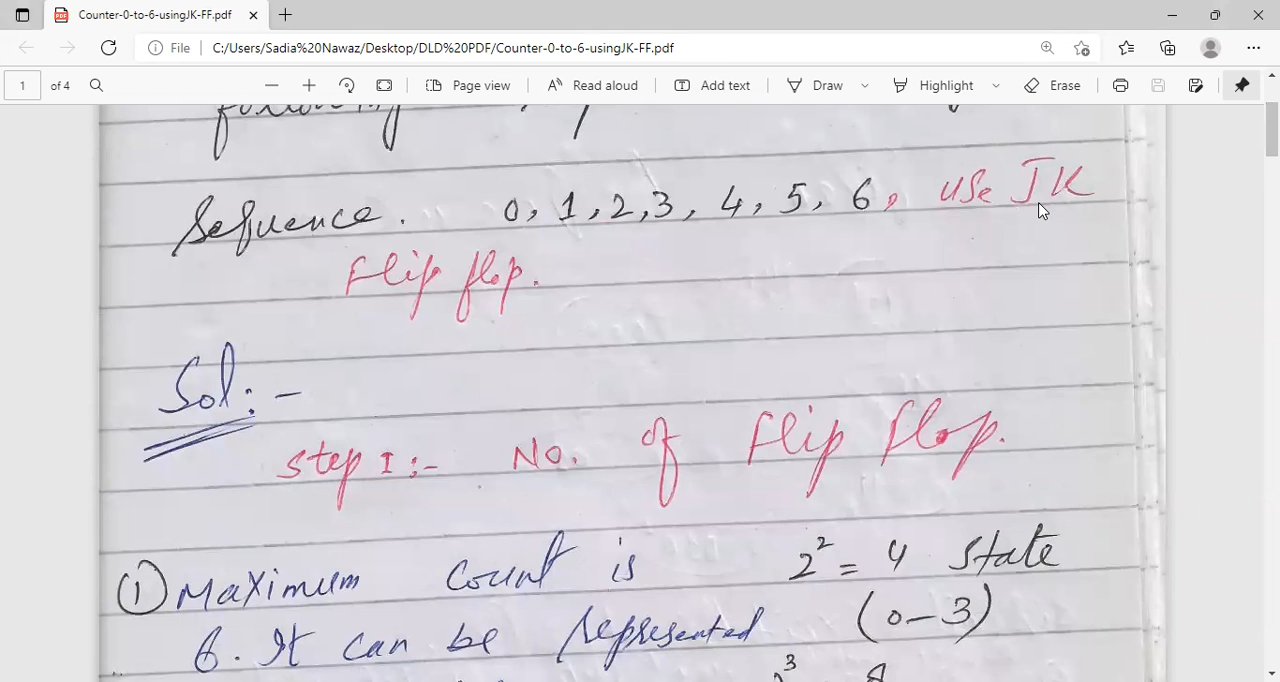 Counter-0-to-6-usingJK-FF.pdf
File C:/Users/Sadia%20Nawaz/Desktop/DLD%20PDF/Counter-0-to-6-usingJK-FF.pdf
1 of 4 Page view Read aloud Add text Draw Highlight Erase
following
Sequence. 0, 1, 2, 3, 4, 5, 6, use JK
Flip flop.
Sol:-
Step I:- No. of Flip Flop.
① Maximum Count is 2² = 4 State
6. It can be represented (0-3)
3 8